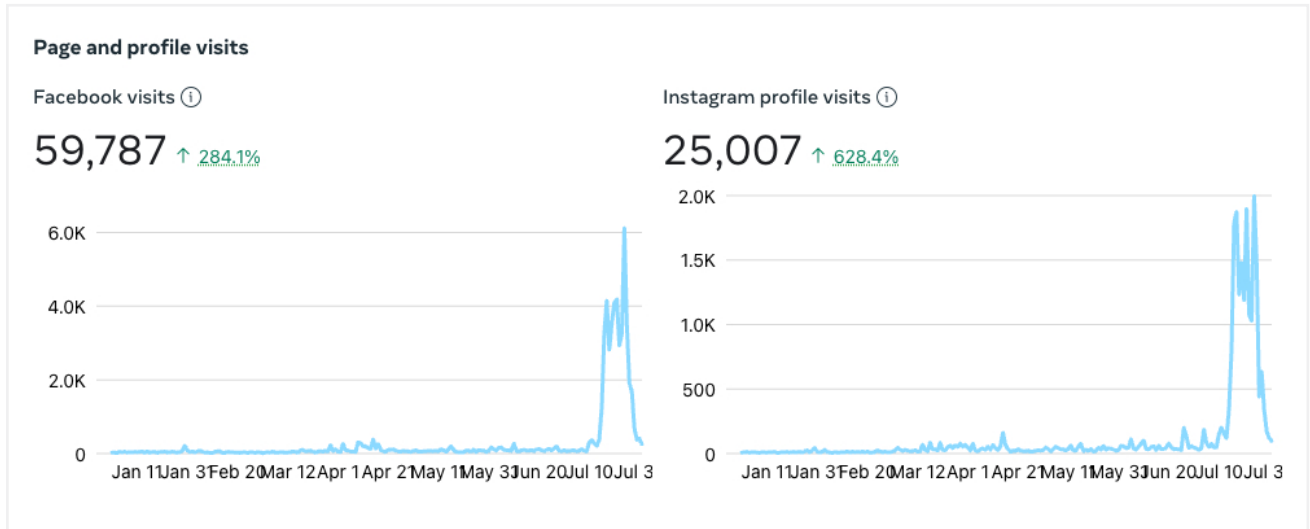 Page and profile visits
Facebook visits
59,787 ↑ 284.1%
6.0K
4.0K
2.0K
0
Jan 11 Jan 31 Feb 20 Mar 12 Apr 1 Apr 21 May 11 May 31 Jun 20 Jul 10 Jul 3
Instagram profile visits
25,007 ↑ 628.4%
2.0K
1.5K
1.0K
500
0
Jan 11 Jan 31 Feb 20 Mar 12 Apr 1 Apr 21 May 11 May 31 Jun 20 Jul 10 Jul 3